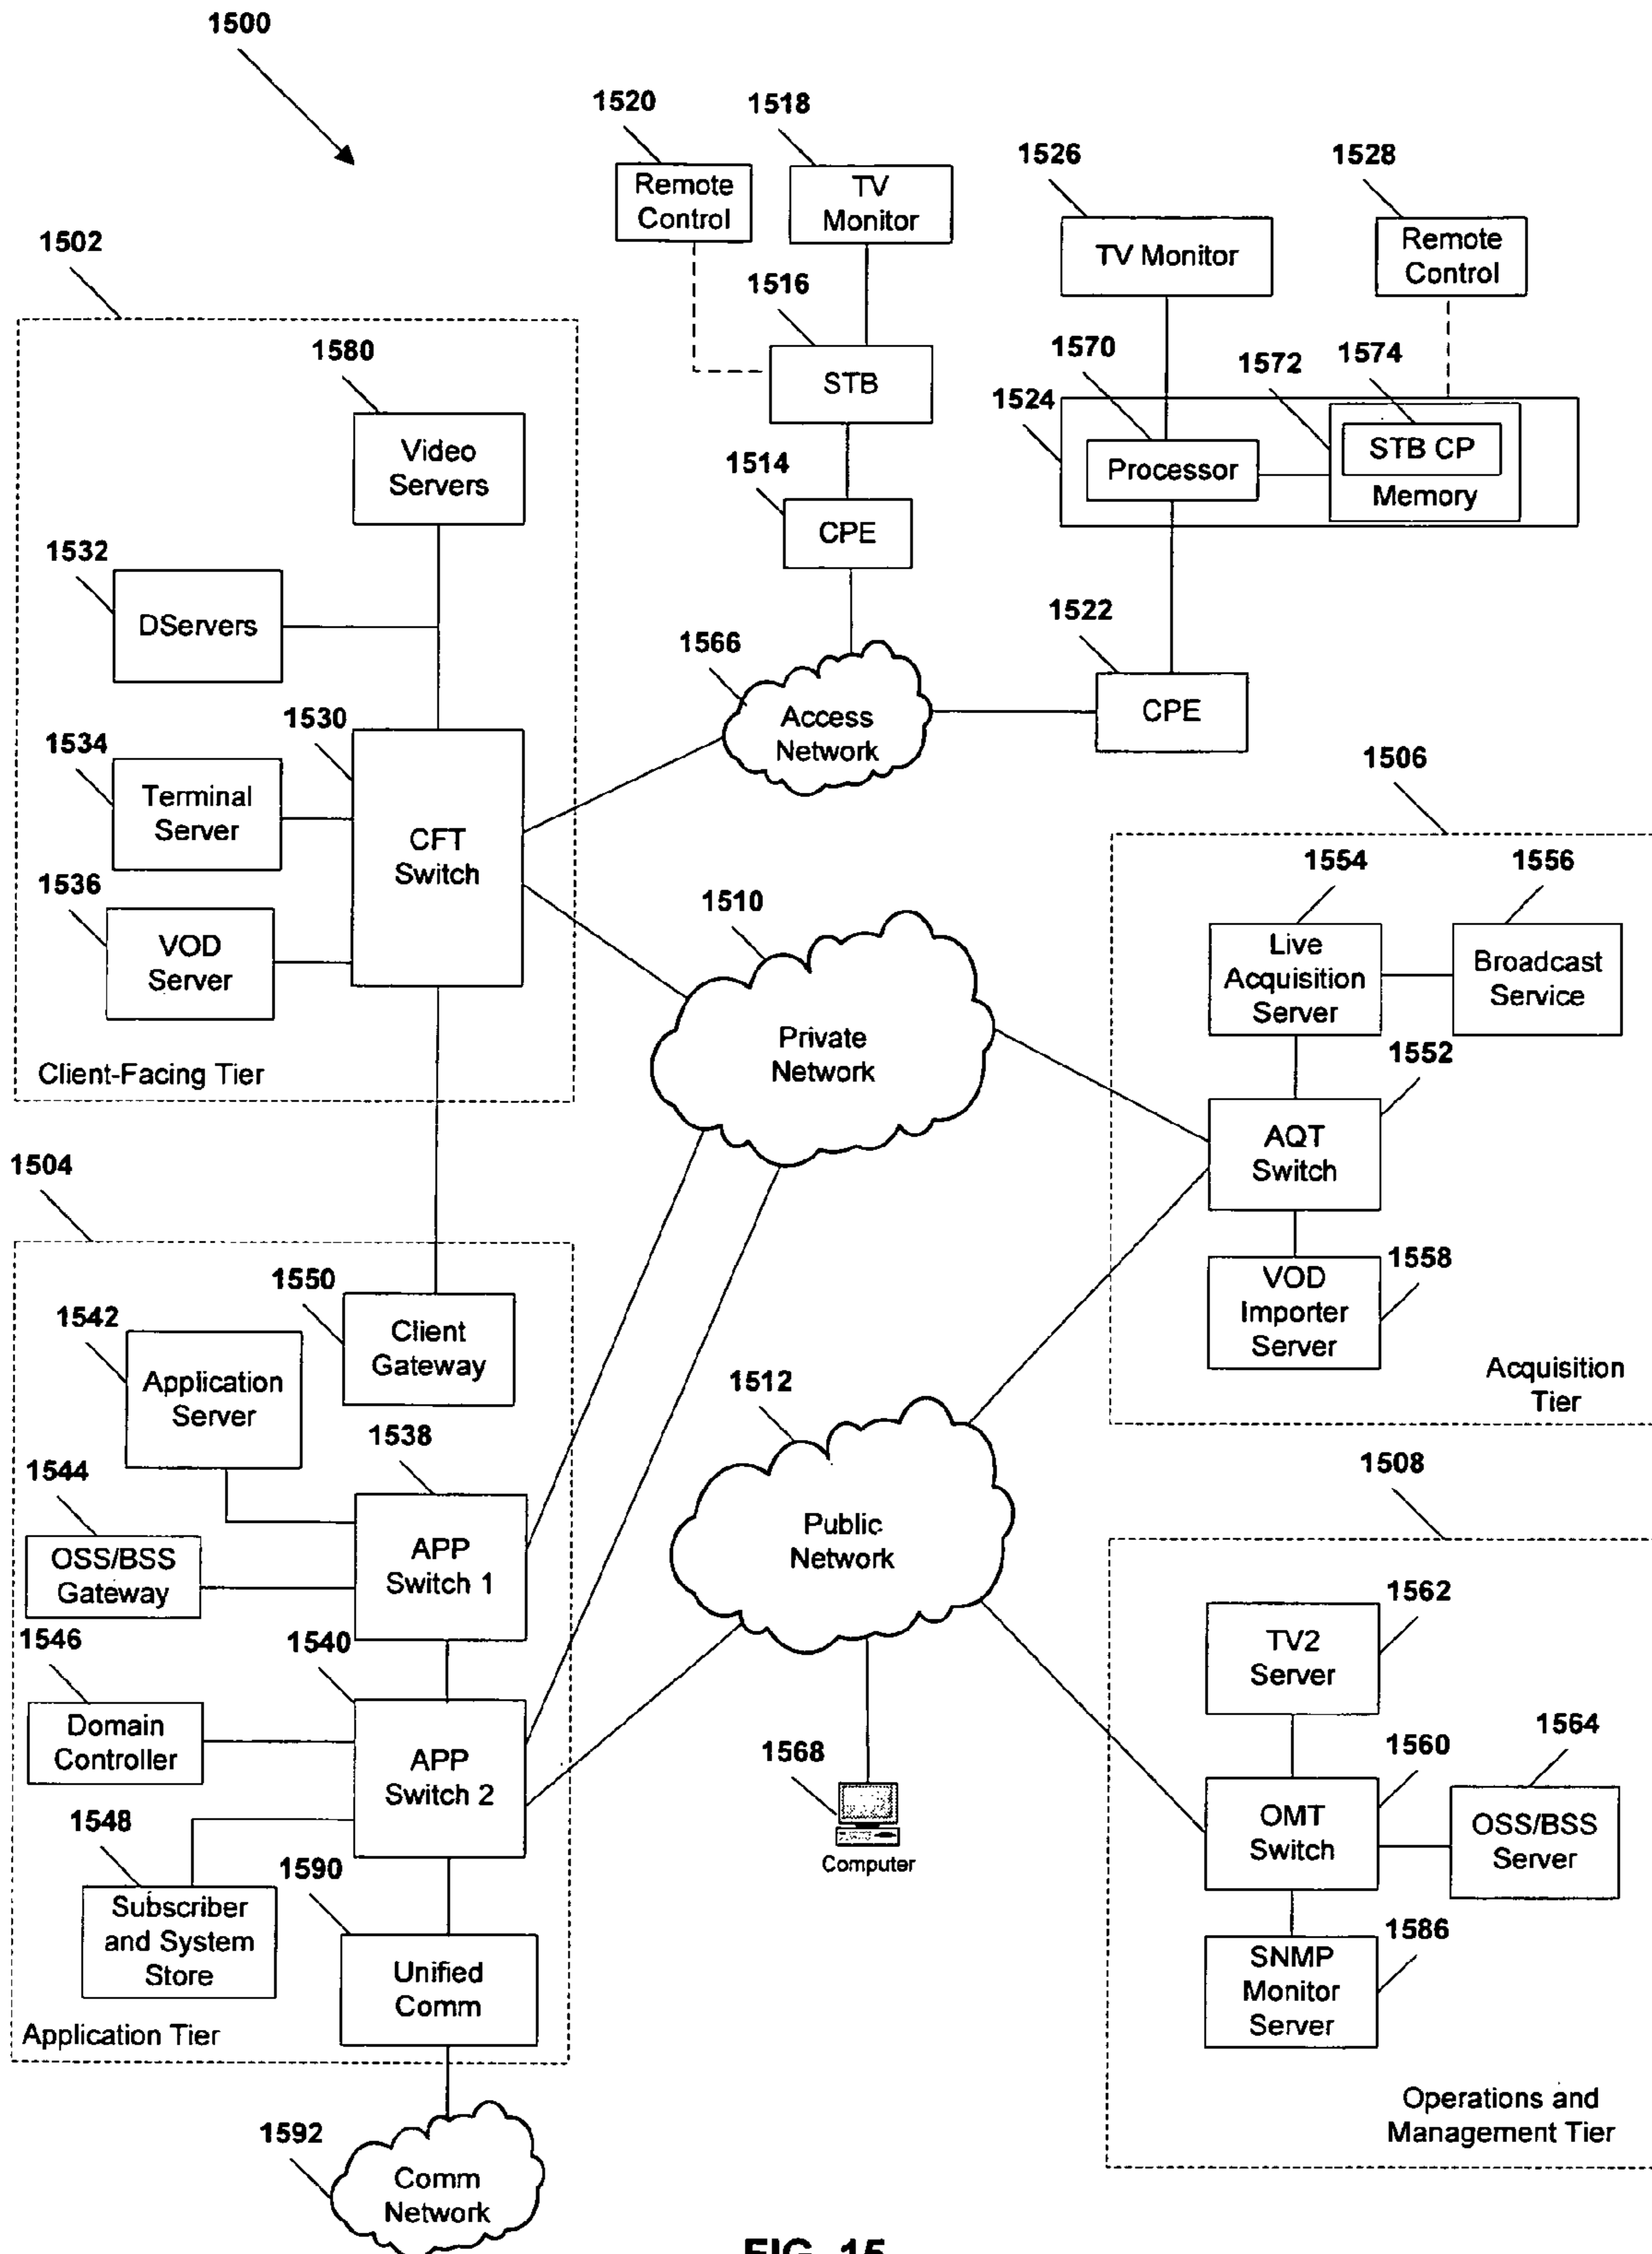 1500
1520
1518
Remote
Control
TV
Monitor
1526
1528
TV Monitor
Remote
Control
1502
1516
STB
1580
Video
Servers
1570
1572
1574
1524
Processor
STB CP
Memory
1514
CPE
1532
DServers
1522
CPE
1566
Access
Network
1530
1534
Terminal
Server
CFT
Switch
1536
VOD
Server
Client-Facing Tier
1506
1554
1556
Live
Acquisition
Server
Broadcast
Service
1510
Private
Network
1552
AQT
Switch
1558
VOD
Importer
Server
Acquisition
Tier
1504
1550
Client
Gateway
1542
Application
Server
1538
1544
OSS/BSS
Gateway
APP
Switch 1
1512
Public
Network
1546
1540
Domain
Controller
APP
Switch 2
1548
Subscriber
and System
Store
1590
Unified
Comm
Application Tier
1568
Computer
1508
1562
TV2
Server
1560
1564
OMT
Switch
OSS/BSS
Server
1586
SNMP
Monitor
Server
Operations and
Management Tier
1592
Comm
Network
FIG. 15